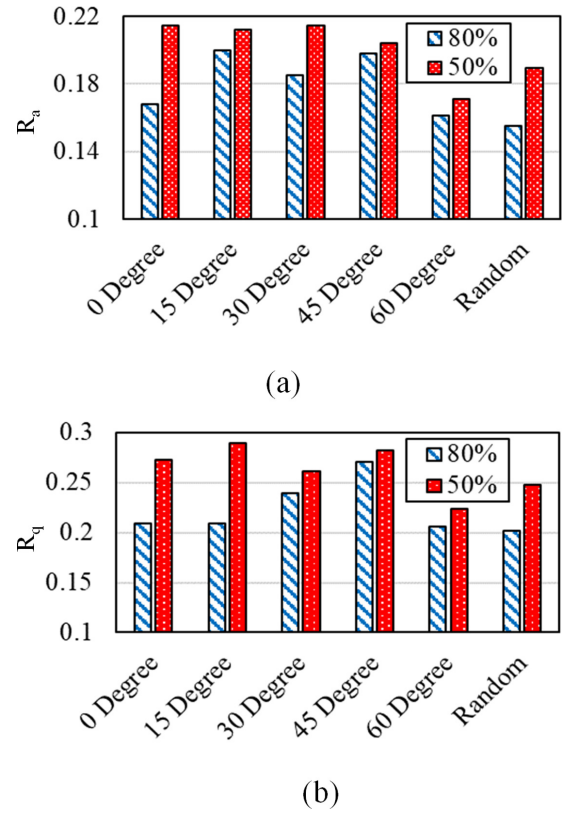 0.22
0.18
0.14
0.1
Ra
80%
50%
0 Degree
15 Degree
30 Degree
45 Degree
60 Degree
Random
(a)
0.3
0.25
0.2
0.15
0.1
Rq
80%
50%
0 Degree
15 Degree
30 Degree
45 Degree
60 Degree
Random
(b)